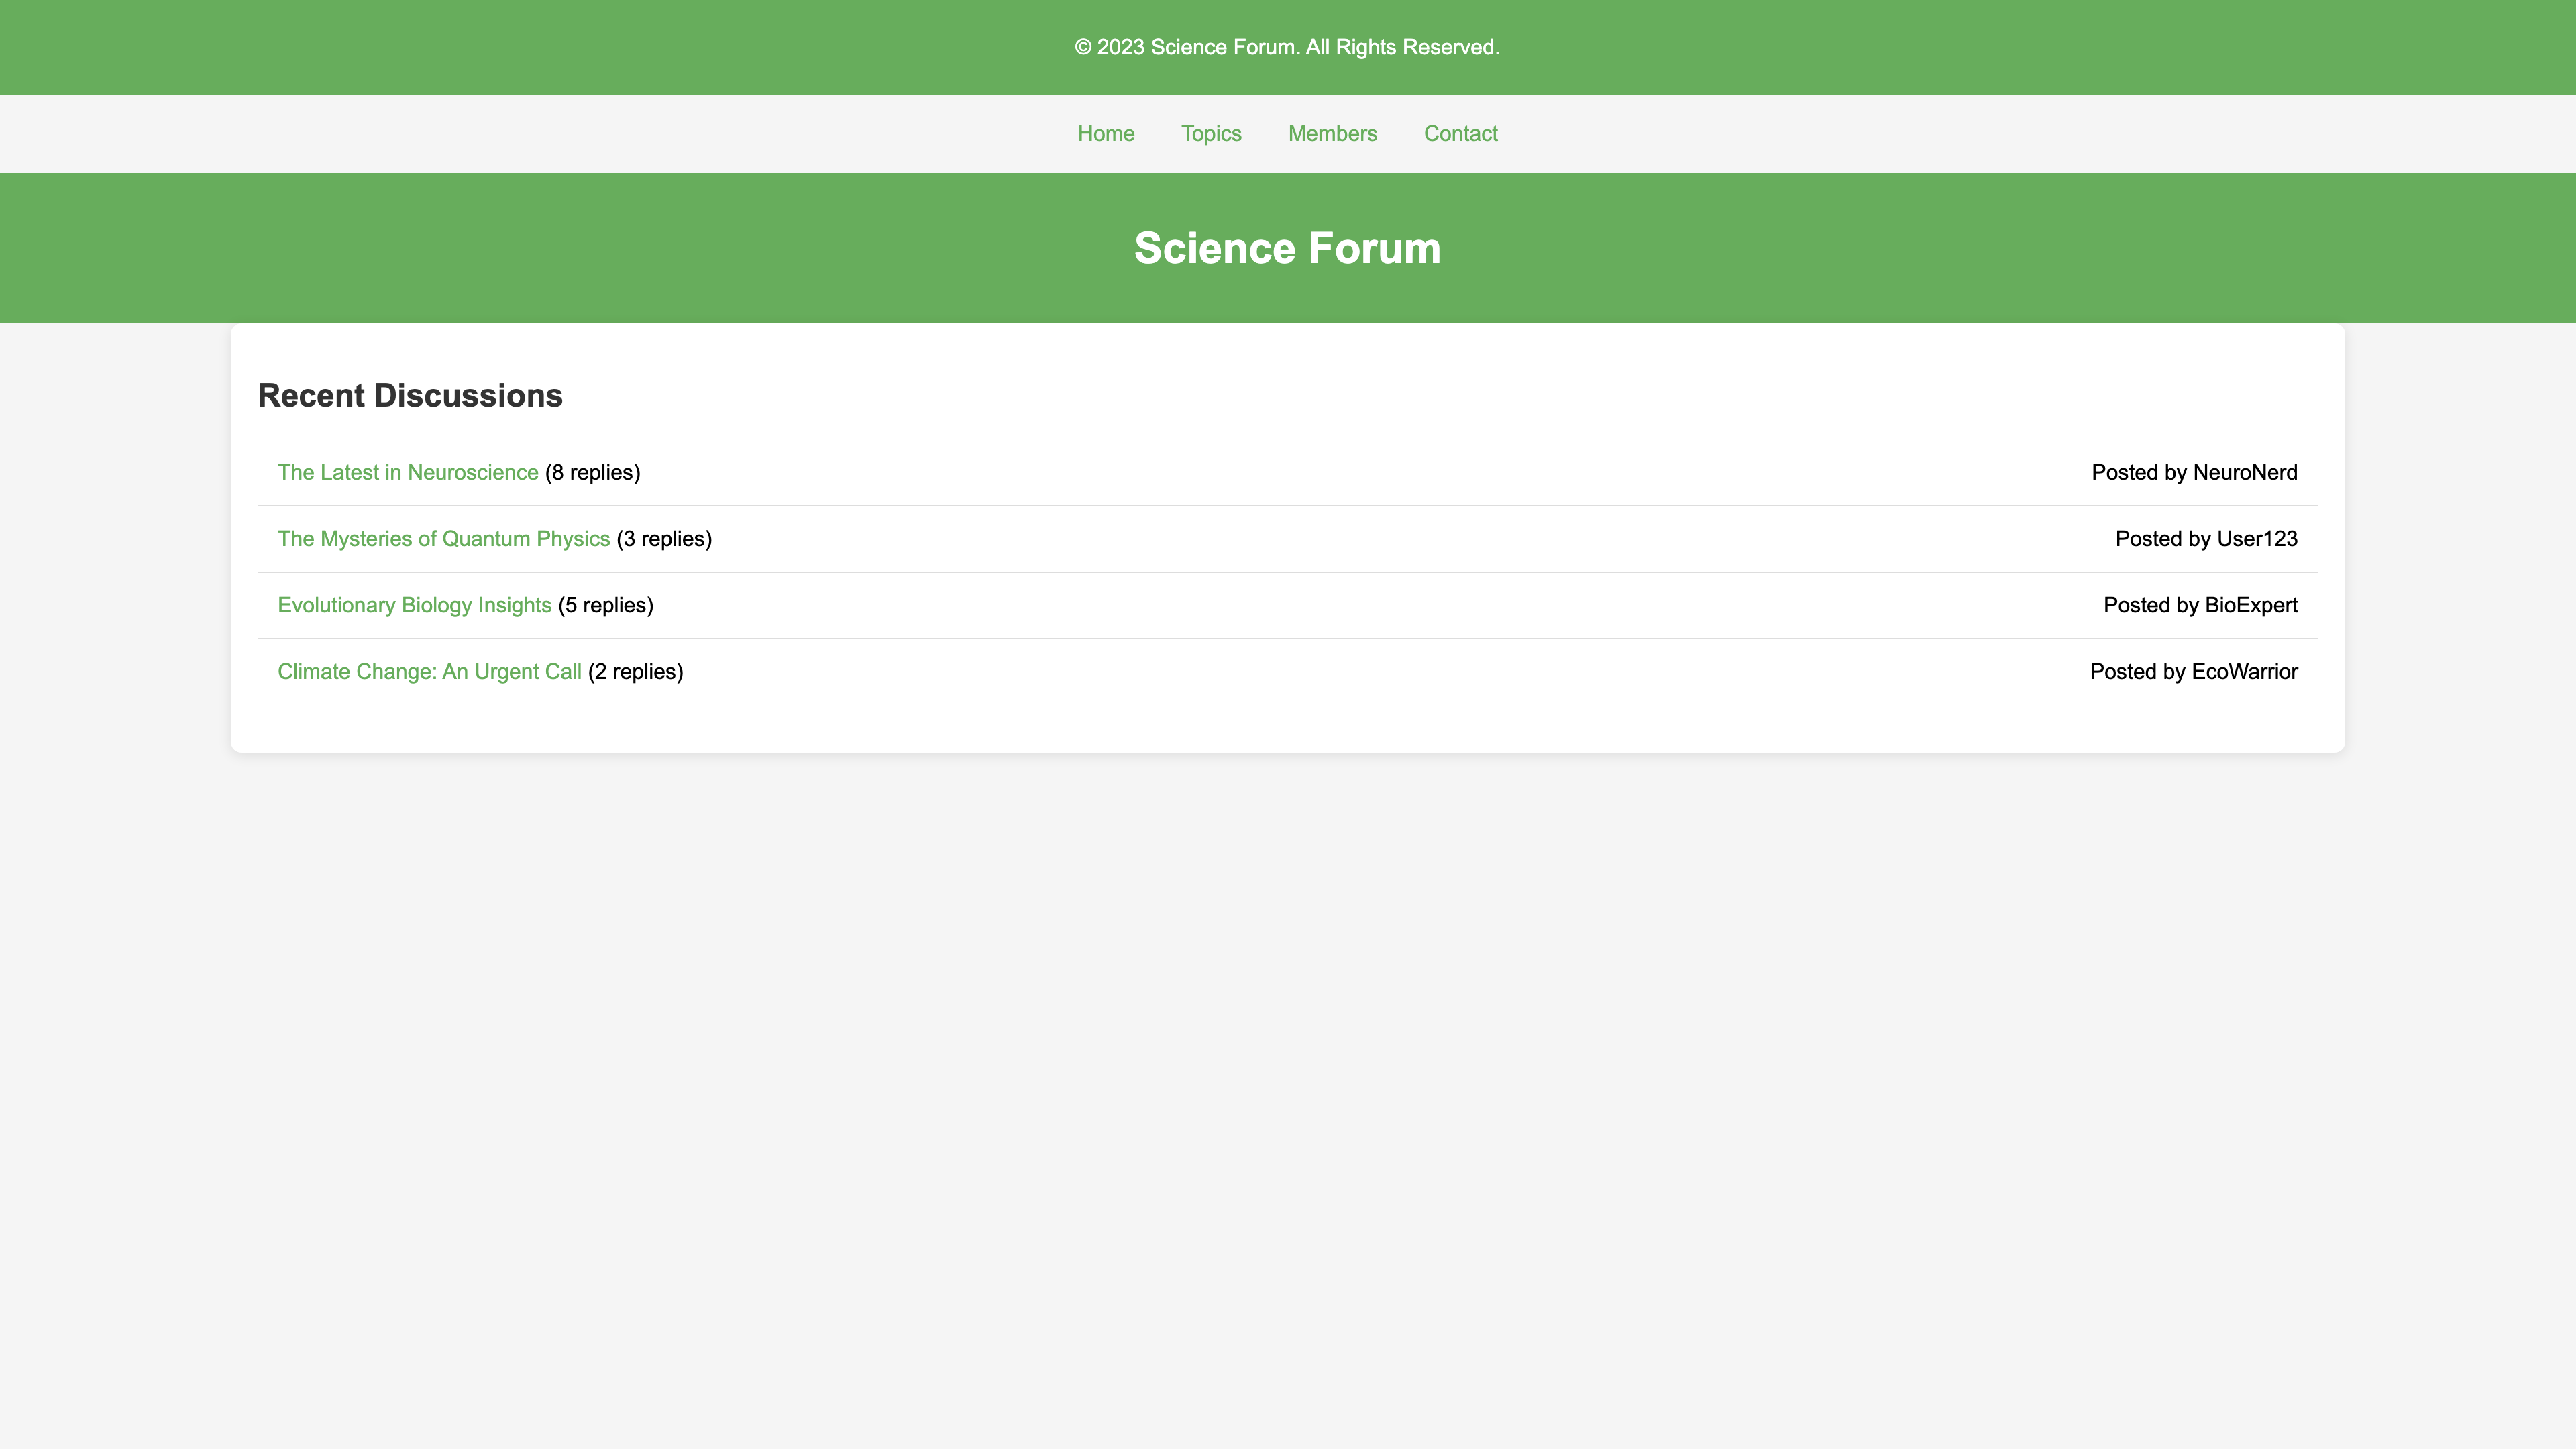 © 2023 Science Forum. All Rights Reserved.
Home Topics Members Contact
Science Forum
Recent Discussions
The Latest in Neuroscience (8 replies) Posted by NeuroNerd
The Mysteries of Quantum Physics (3 replies) Posted by User123
Evolutionary Biology Insights (5 replies) Posted by BioExpert
Climate Change: An Urgent Call (2 replies) Posted by EcoWarrior